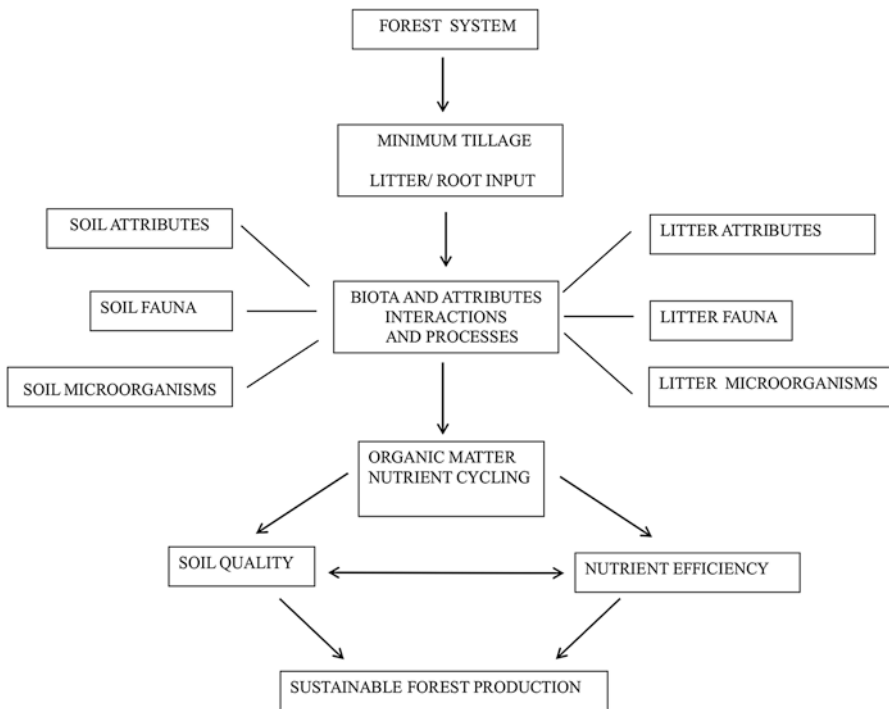 FOREST SYSTEM
MINIMUM TILLAGE
LITTER/ ROOT INPUT
SOIL ATTRIBUTES
LITTER ATTRIBUTES
BIOTA AND ATTRIBUTES
INTERACTIONS
AND PROCESSES
SOIL FAUNA
LITTER FAUNA
SOIL MICROORGANISMS
LITTER MICROORGANISMS
ORGANIC MATTER
NUTRIENT CYCLING
SOIL QUALITY
NUTRIENT EFFICIENCY
SUSTAINABLE FOREST PRODUCTION